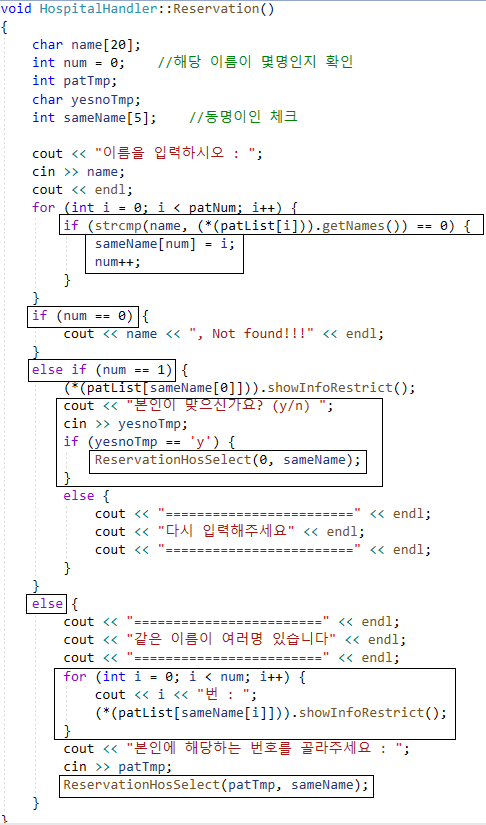 void HospitalHandler::Reservation()
{
    char name[20];
    int num = 0;    //해당 이름이 몇명인지 확인
    int patTmp;
    char yesnoTmp;
    int sameName[5];    //동명이인 체크

    cout << "이름을 입력하시오 : ";
    cin >> name;
    cout << endl;
    for (int i = 0; i < patNum; i++) {
        if (strcmp(name, (*(patList[i])).getNames()) == 0) {
            sameName[num] = i;
            num++;
        }
    }
    if (num == 0) {
        cout << name << ", Not found!!!" << endl;
    }
    else if (num == 1) {
        (*(patList[sameName[0]])).showInfoRestrict();
        cout << "본인이 맞으신가요? (y/n) ";
        cin >> yesnoTmp;
        if (yesnoTmp == 'y') {
            ReservationHosSelect(0, sameName);
        }
        else {
            cout << "========================" << endl;
            cout << "다시 입력해주세요" << endl;
            cout << "========================" << endl;
        }
    }
    else {
        cout << "========================" << endl;
        cout << "같은 이름이 여러명 있습니다" << endl;
        cout << "========================" << endl;
        for (int i = 0; i < num; i++) {
            cout << i << "번 : ";
            (*(patList[sameName[i]])).showInfoRestrict();
        }
        cout << "본인에 해당하는 번호를 골라주세요 : ";
        cin >> patTmp;
        ReservationHosSelect(patTmp, sameName);
    }
}